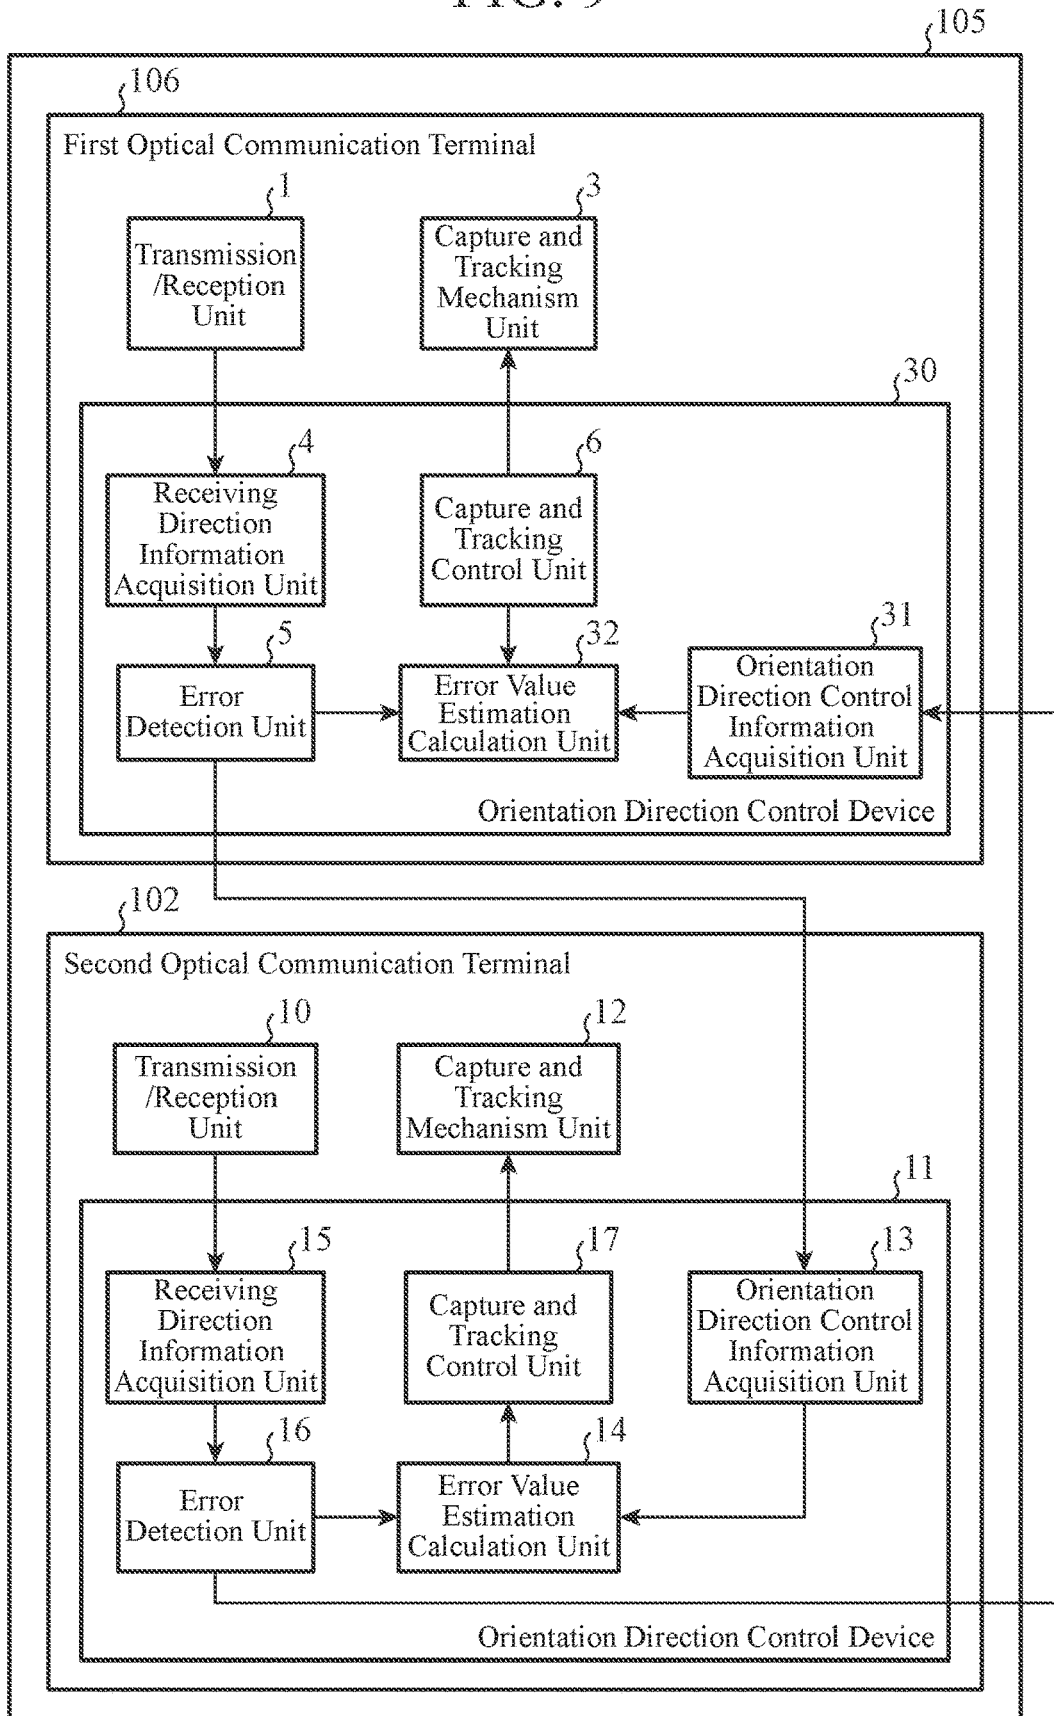 FIG. 9
105
106
First Optical Communication Terminal
1
Transmission
/Reception
Unit
3
Capture and
Tracking
Mechanism
Unit
30
4
Receiving
Direction
Information
Acquisition Unit
6
Capture and
Tracking
Control Unit
5
Error
Detection Unit
32
Error Value
Estimation
Calculation Unit
31
Orientation
Direction Control
Information
Acquisition Unit
Orientation Direction Control Device
102
Second Optical Communication Terminal
10
Transmission
/Reception
Unit
12
Capture and
Tracking
Mechanism Unit
11
15
Receiving
Direction
Information
Acquisition Unit
17
Capture and
Tracking
Control Unit
13
Orientation
Direction Control
Information
Acquisition Unit
16
Error
Detection Unit
14
Error Value
Estimation
Calculation Unit
Orientation Direction Control Device